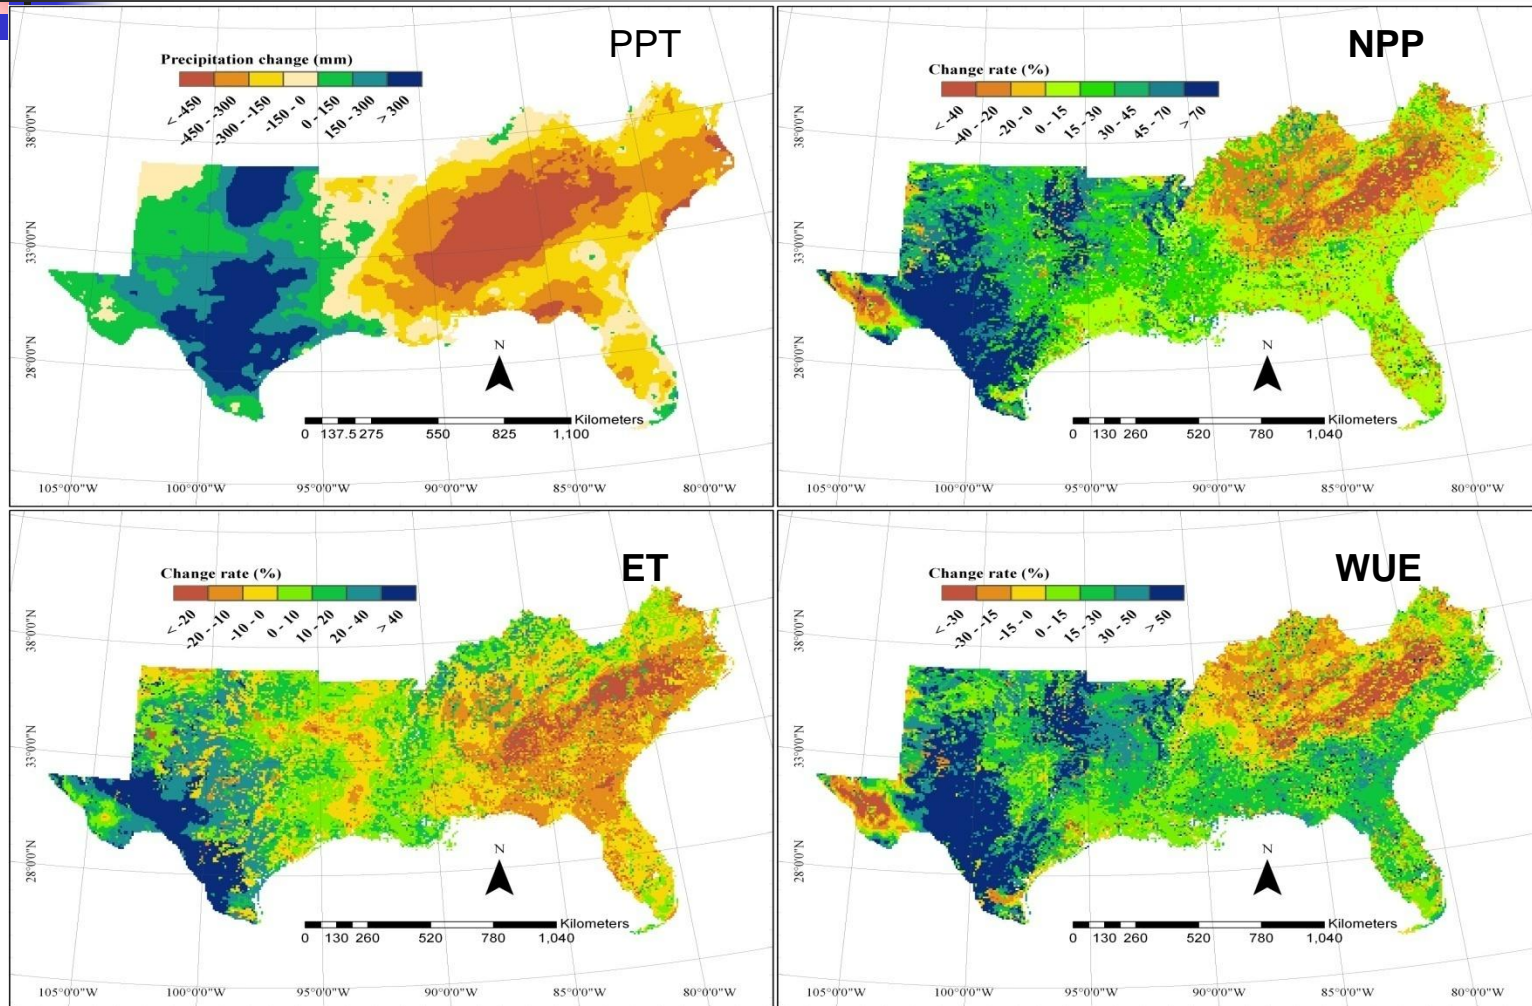 PPT
Precipitation change (mm)
< -450
-450 - -300
-300 - -150
-150 - 0
0 - 150
150 - 300
> 300
38°0'0"N
33°0'0"N
28°0'0"N
N
Kilometers
0 137.5 275 550 825 1,100
105°0'0"W 100°0'0"W 95°0'0"W 90°0'0"W 85°0'0"W 80°0'0"W
NPP
Change rate (%)
< -40
-40 - -20
-20 - 0
0 - 15
15 - 30
30 - 45
45 - 70
> 70
38°0'0"N
33°0'0"N
28°0'0"N
N
Kilometers
0 130 260 520 780 1,040
105°0'0"W 100°0'0"W 95°0'0"W 90°0'0"W 85°0'0"W 80°0'0"W
ET
Change rate (%)
< -20
-20 - -10
-10 - 0
0 - 10
10 - 20
20 - 40
> 40
38°0'0"N
33°0'0"N
28°0'0"N
N
Kilometers
0 130 260 520 780 1,040
105°0'0"W 100°0'0"W 95°0'0"W 90°0'0"W 85°0'0"W 80°0'0"W
WUE
Change rate (%)
< -30
-30 - -15
-15 - 0
0 - 15
15 - 30
30 - 50
> 50
38°0'0"N
33°0'0"N
28°0'0"N
N
Kilometers
0 130 260 520 780 1,040
105°0'0"W 100°0'0"W 95°0'0"W 90°0'0"W 85°0'0"W 80°0'0"W